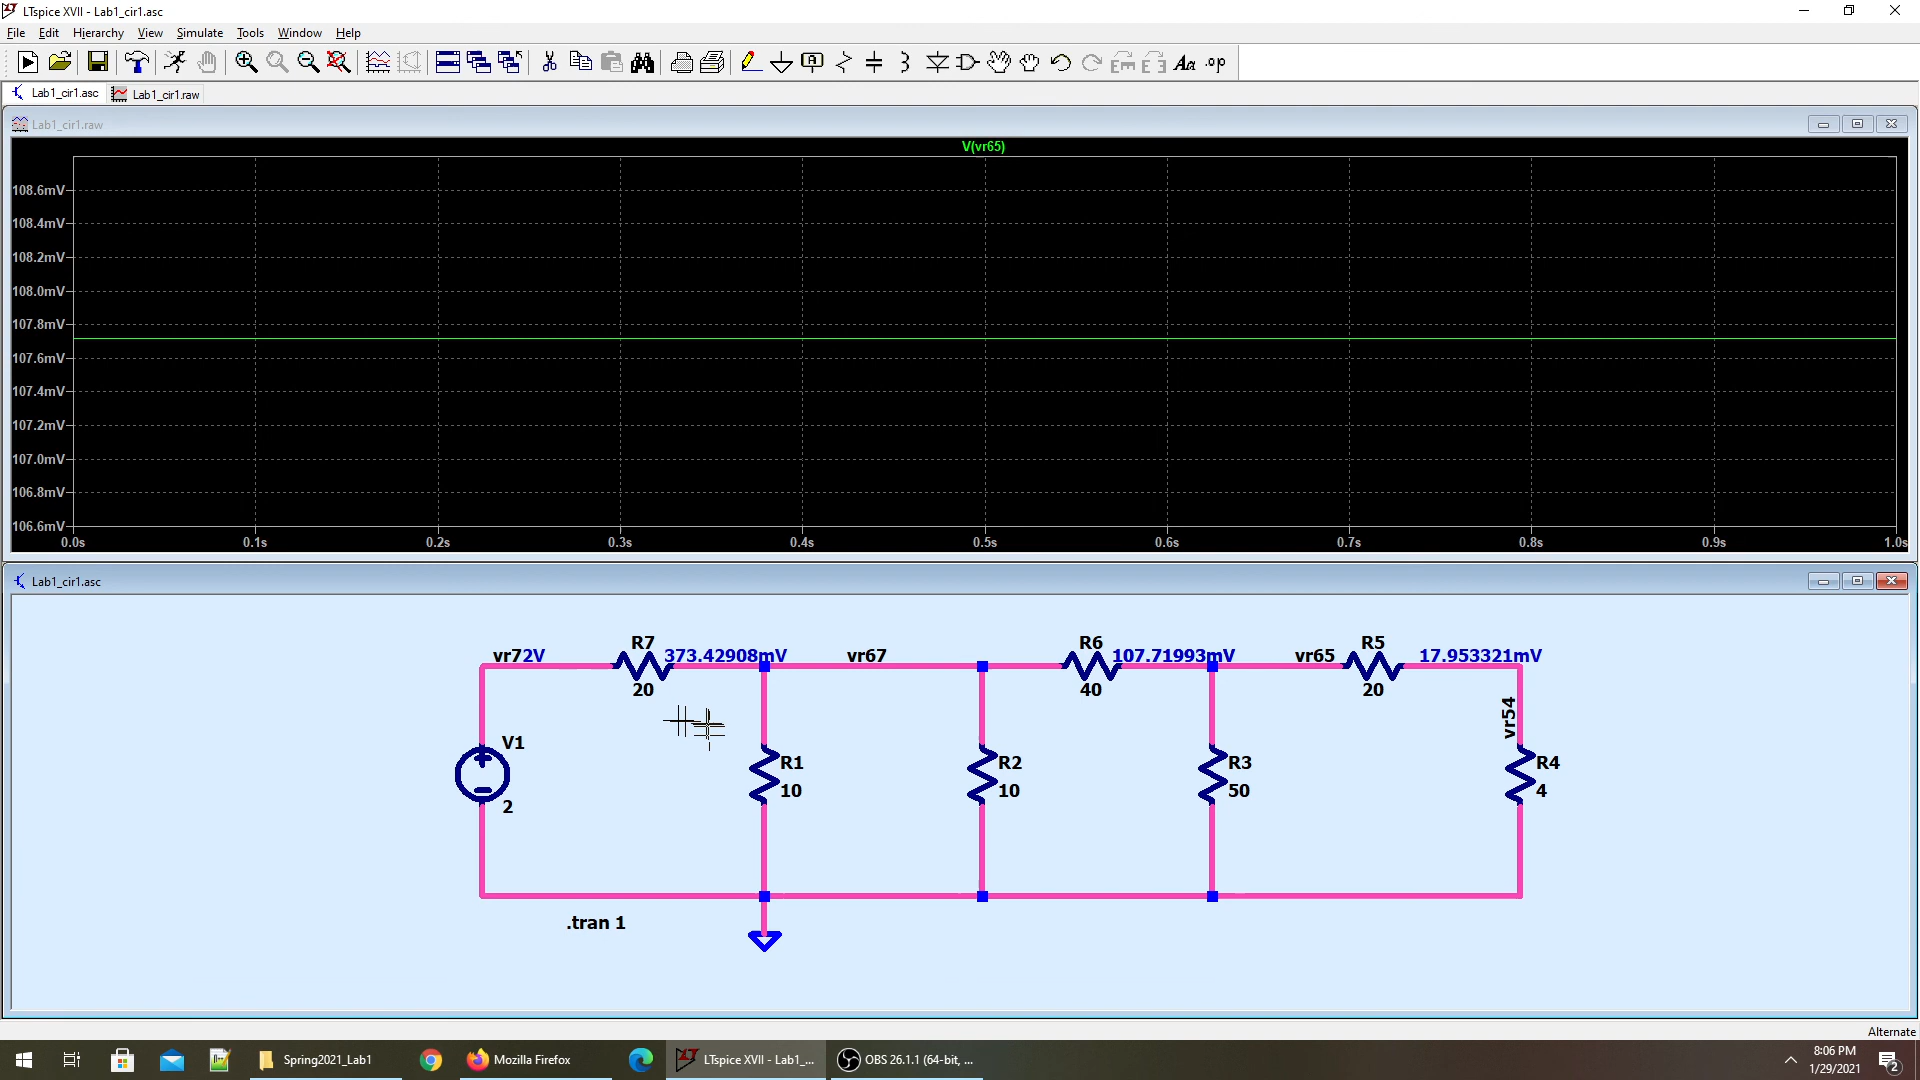 LTspice XVII - Lab1_cir1.asc
File Edit Hierarchy View Simulate Tools Window Help
Aa .op
Lab1_cir1.asc Lab1_cir1.raw
Lab1_cir1.raw
V(vr65)
108.6mV
108.4mV
108.2mV
108.0mV
107.8mV
107.6mV
107.4mV
107.2mV
107.0mV
106.8mV
106.6mV
0.0s 0.1s 0.2s 0.3s 0.4s 0.5s 0.6s 0.7s 0.8s 0.9s 1.0s
Lab1_cir1.asc
R7 R6 R5
vr72V 373.42908mV vr67 107.71993mV vr65 17.953321mV
20 40 20
vr54
V1
R1 R2 R3 R4
10 10 50 4
2
.tran 1
Alternate
Spring2021_Lab1 Mozilla Firefox LTspice XVII - Lab1_... OBS 26.1.1 (64-bit, ...
8:06 PM
1/29/2021
2